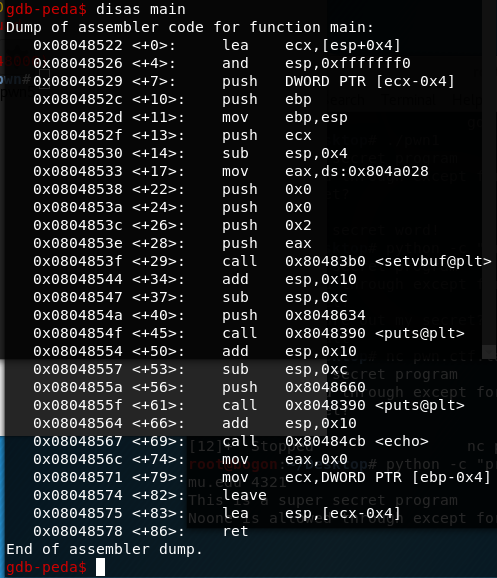 gdb-peda$ disas main
Dump of assembler code for function main:
0x08048522 <+0>: lea ecx,[esp+0x4]
0x08048526 <+4>: and esp,0xfffffff0
0x08048529 <+7>: push DWORD PTR [ecx-0x4]
0x0804852c <+10>: push ebp
0x0804852d <+11>: mov ebp,esp
0x0804852f <+13>: push ecx
0x08048530 <+14>: sub esp,0x4
0x08048533 <+17>: mov eax,ds:0x804a028
0x08048538 <+22>: push 0x0
0x0804853a <+24>: push 0x0
0x0804853c <+26>: push 0x2
0x0804853e <+28>: push eax
0x0804853f <+29>: call 0x80483b0 <setvbuf@plt>
0x08048544 <+34>: add esp,0x10
0x08048547 <+37>: sub esp,0xc
0x0804854a <+40>: push 0x8048634
0x0804854f <+45>: call 0x8048390 <puts@plt>
0x08048554 <+50>: add esp,0x10
0x08048557 <+53>: sub esp,0xc
0x0804855a <+56>: push 0x8048660
0x0804855f <+61>: call 0x8048390 <puts@plt>
0x08048564 <+66>: add esp,0x10
0x08048567 <+69>: call 0x80484cb <echo>
0x0804856c <+74>: mov eax,0x0
0x08048571 <+79>: mov ecx,DWORD PTR [ebp-0x4]
0x08048574 <+82>: leave
0x08048575 <+83>: lea esp,[ecx-0x4]
0x08048578 <+86>: ret
End of assembler dump.
gdb-peda$